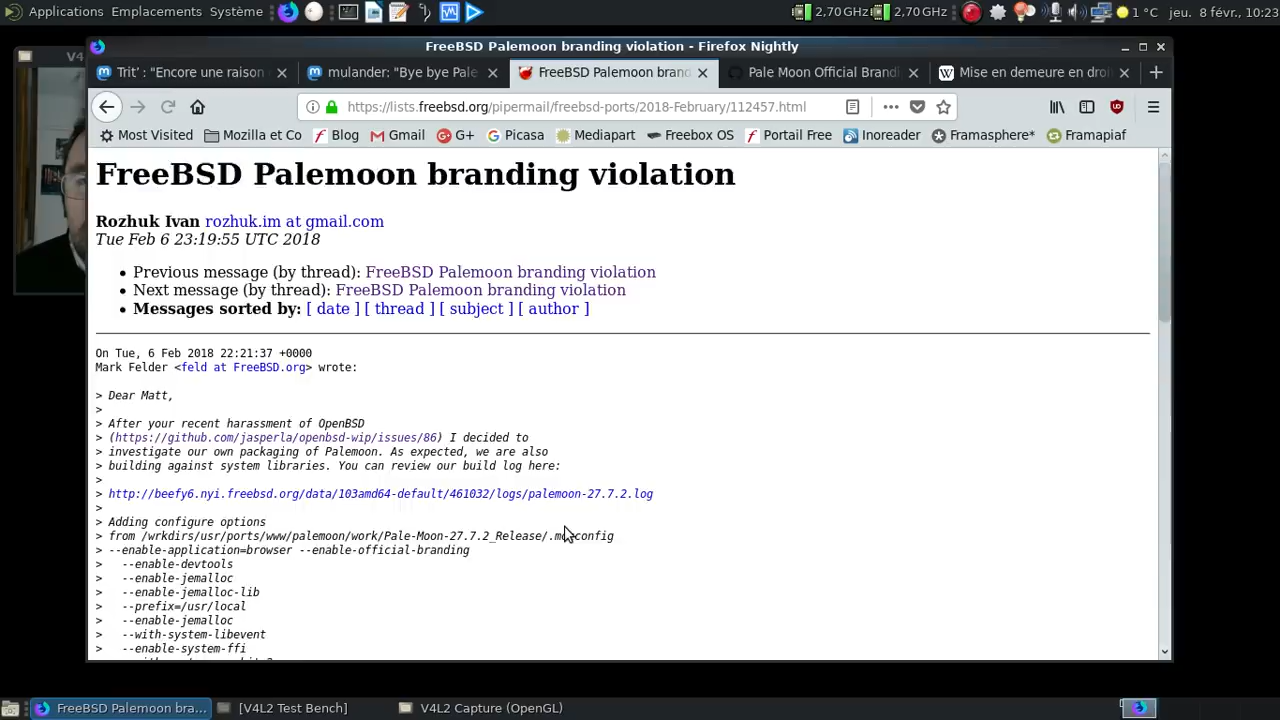 Applications Emplacements Système 2,70 GHz 2,70 GHz 1 °C jeu. 8 févr., 10:23
V4
FreeBSD Palemoon branding violation - Firefox Nightly
Trit' : "Encore une raison
mulander: "Bye bye Pale
FreeBSD Palemoon brand
Pale Moon Official Brandi
Mise en demeure en droi
https://lists.freebsd.org/pipermail/freebsd-ports/2018-February/112457.html
Most Visited Mozilla et Co Blog Gmail G+ Picasa Mediapart Freebox OS Portail Free Inoreader Framasphere* Framapiaf
FreeBSD Palemoon branding violation
Rozhuk Ivan rozhuk.im at gmail.com
Tue Feb 6 23:19:55 UTC 2018
• Previous message (by thread): FreeBSD Palemoon branding violation
• Next message (by thread): FreeBSD Palemoon branding violation
• Messages sorted by: [ date ] [ thread ] [ subject ] [ author ]
On Tue, 6 Feb 2018 22:21:37 +0000
Mark Felder <feld at FreeBSD.org> wrote:
> Dear Matt,
>
> After your recent harassment of OpenBSD
> (https://github.com/jasperla/openbsd-wip/issues/86) I decided to
> investigate our own packaging of Palemoon. As expected, we are also
> building against system libraries. You can review our build log here:
>
> http://beefy6.nyi.freebsd.org/data/103amd64-default/461032/logs/palemoon-27.7.2.log
>
> Adding configure options
> from /wrkdirs/usr/ports/www/palemoon/work/Pale-Moon-27.7.2_Release/.mozconfig
> --enable-application=browser --enable-official-branding
> --enable-devtools
> --enable-jemalloc
> --enable-jemalloc-lib
> --prefix=/usr/local
> --enable-jemalloc
> --with-system-libevent
> --enable-system-ffi
FreeBSD Palemoon bra... [V4L2 Test Bench] V4L2 Capture (OpenGL)